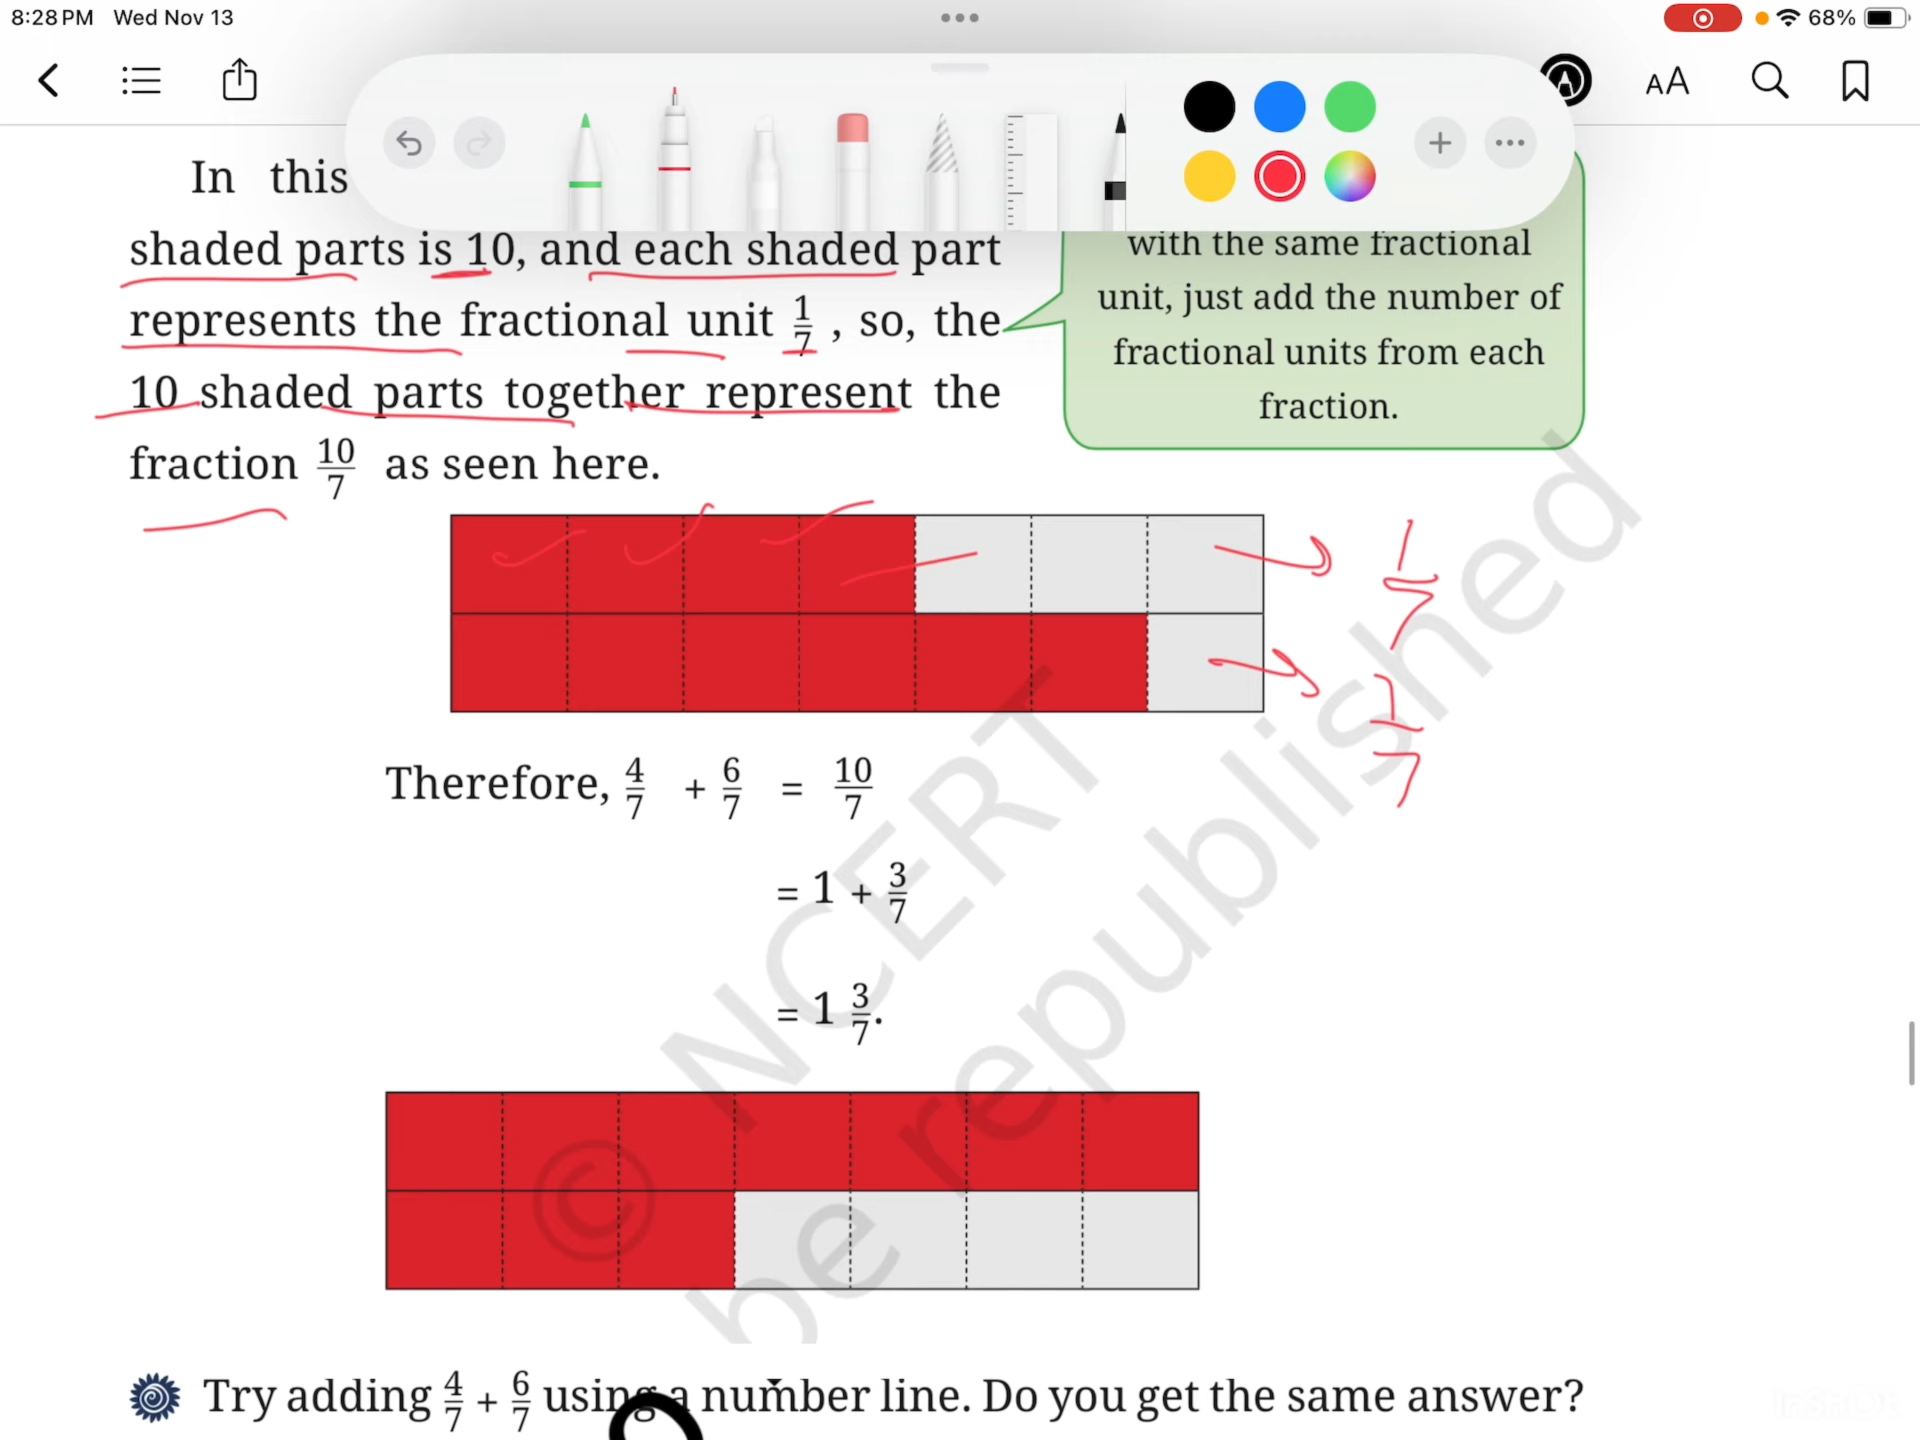 8:28 PM Wed Nov 13
68%
AA
In this
shaded parts is 10, and each shaded part
represents the fractional unit 1/7 , so, the
10 shaded parts together represent the
fraction 10/7 as seen here.
with the same fractional
unit, just add the number of
fractional units from each
fraction.
1/7
1/7
Therefore, 4/7 + 6/7 = 10/7
= 1 + 3/7
= 1 3/7.
© NCERT
be republished
Try adding 4/7 + 6/7 using a number line. Do you get the same answer?